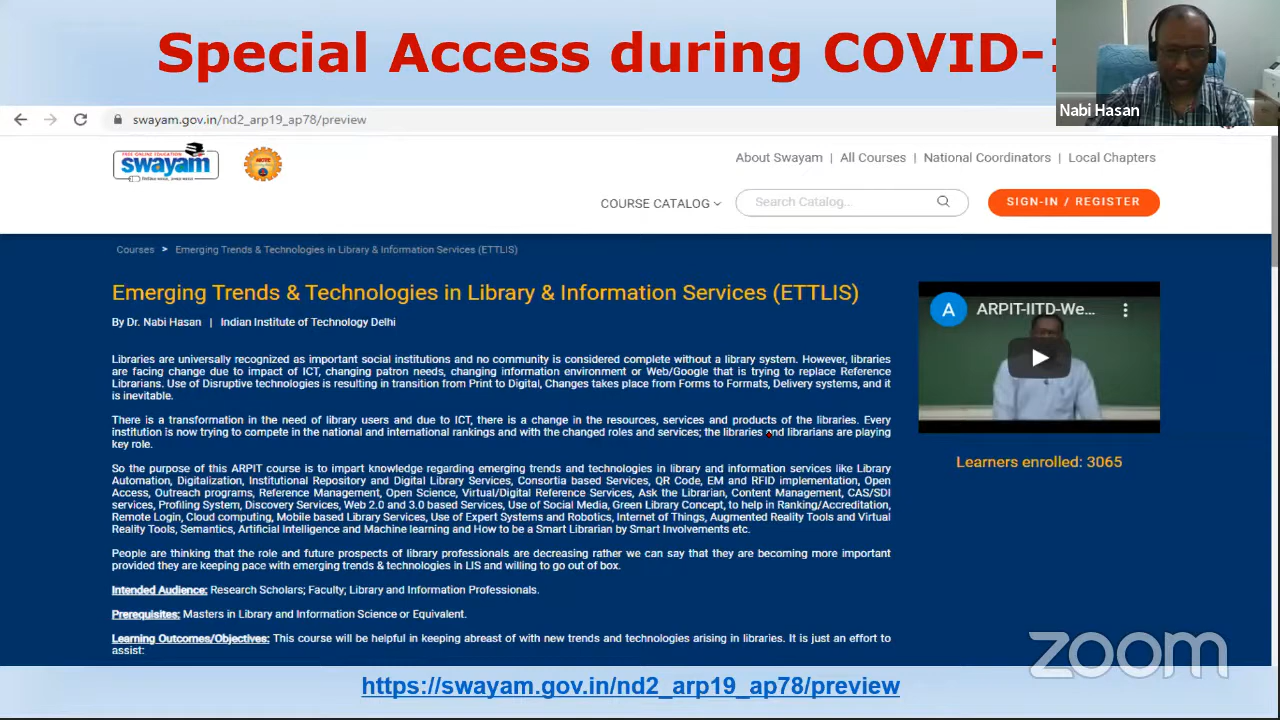 Special Access during COVID-1
Nabi Hasan
swayam.gov.in/nd2_arp19_ap78/preview
FREE ONLINE EDUCATION
swayam
About Swayam | All Courses | National Coordinators | Local Chapters
COURSE CATALOG
Search Catalog...
SIGN-IN / REGISTER
Courses > Emerging Trends & Technologies in Library & Information Services (ETTLIS)
Emerging Trends & Technologies in Library & Information Services (ETTLIS)
By Dr. Nabi Hasan | Indian Institute of Technology Delhi
A ARPIT-IITD-We...
Learners enrolled: 3065
Libraries are universally recognized as important social institutions and no community is considered complete without a library system. However, libraries
are facing change due to impact of ICT, changing patron needs, changing information environment or Web/Google that is trying to replace Reference
Librarians. Use of Disruptive technologies is resulting in transition from Print to Digital, Changes takes place from Forms to Formats, Delivery systems, and it
is inevitable.
There is a transformation in the need of library users and due to ICT, there is a change in the resources, services and products of the libraries. Every
institution is now trying to compete in the national and international rankings and with the changed roles and services; the libraries and librarians are playing
key role.
So the purpose of this ARPIT course is to impart knowledge regarding emerging trends and technologies in library and information services like Library
Automation, Digitalization, Institutional Repository and Digital Library Services, Consortia based Services, QR Code, EM and RFID implementation, Open
Access, Outreach programs, Reference Management, Open Science, Virtual/Digital Reference Services, Ask the Librarian, Content Management, CAS/SDI
services, Profiling System, Discovery Services, Web 2.0 and 3.0 based Services, Use of Social Media, Green Library Concept, to help in Ranking/Accreditation,
Remote Login, Cloud computing, Mobile based Library Services, Use of Expert Systems and Robotics, Internet of Things, Augmented Reality Tools and Virtual
Reality Tools, Semantics, Artificial Intelligence and Machine learning and How to be a Smart Librarian by Smart Involvements etc.
People are thinking that the role and future prospects of library professionals are decreasing rather we can say that they are becoming more important
provided they are keeping pace with emerging trends & technologies in LIS and willing to go out of box.
Intended Audience: Research Scholars; Faculty; Library and Information Professionals.
Prerequisites: Masters in Library and Information Science or Equivalent.
Learning Outcomes/Objectives: This course will be helpful in keeping abreast of with new trends and technologies arising in libraries. It is just an effort to
assist:
zoom
https://swayam.gov.in/nd2_arp19_ap78/preview